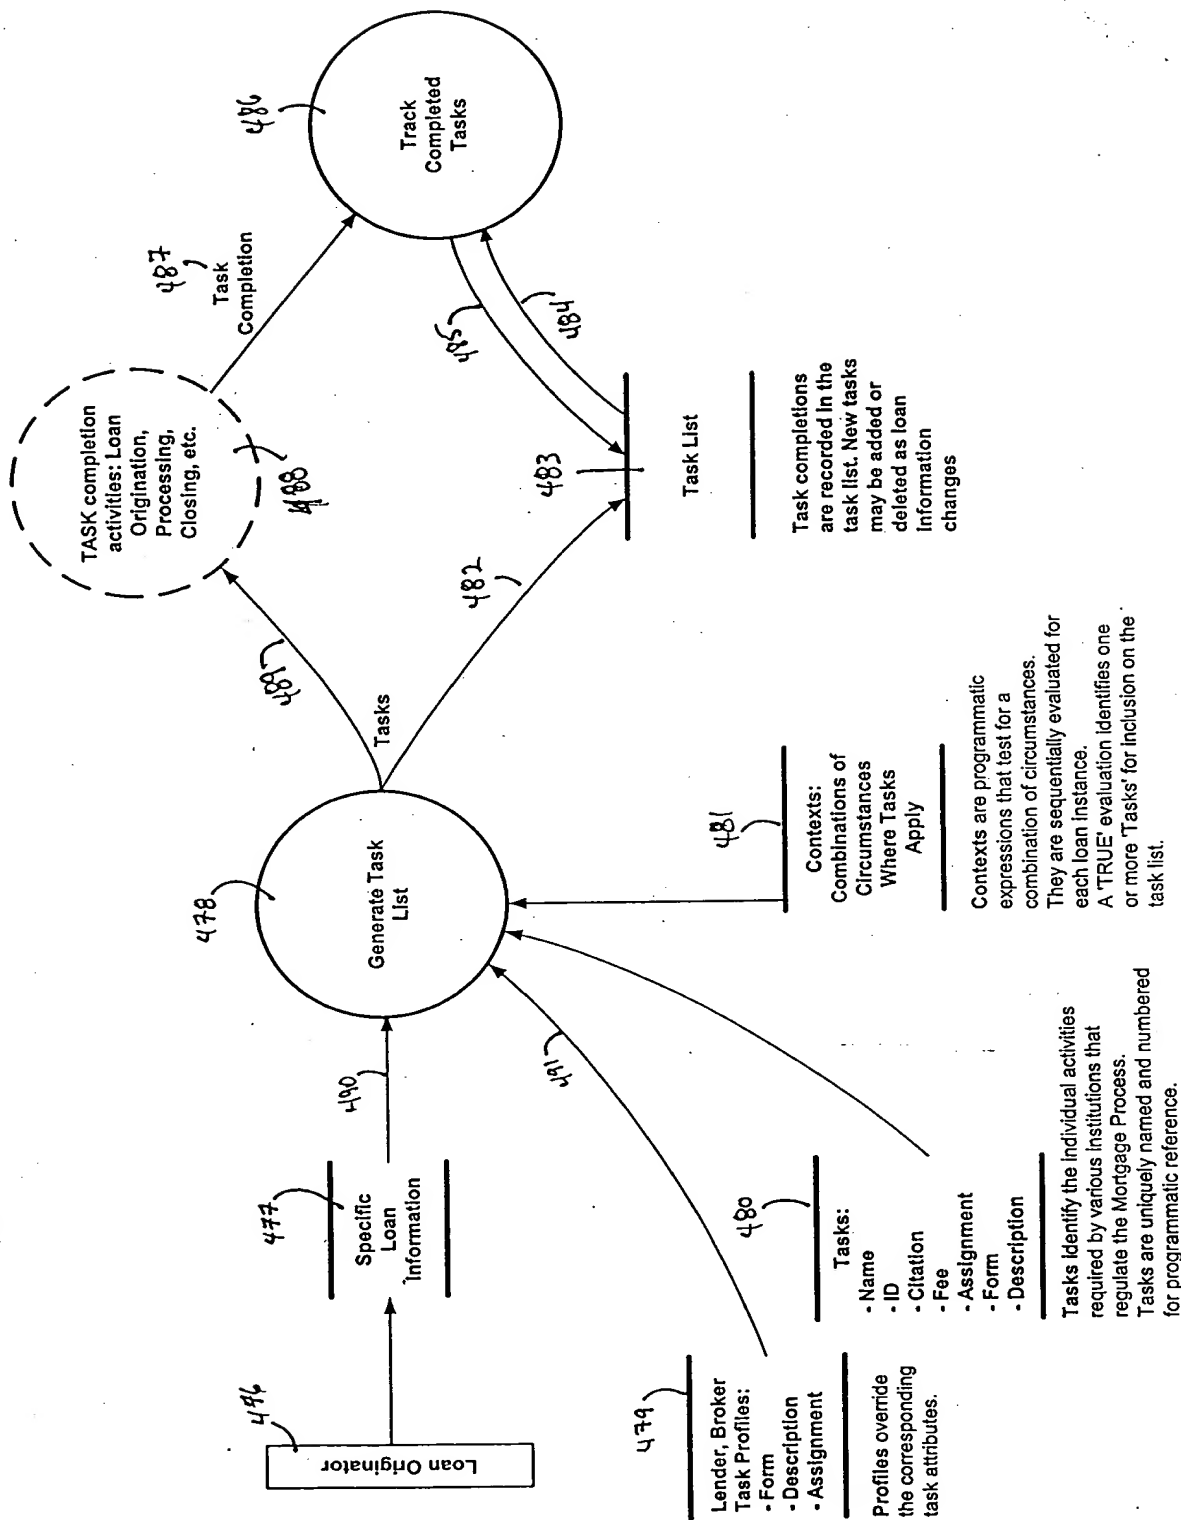 496
Loan Originator
477
Specific
Loan
Information
490
478
Generate Task
List
Tasks
489
482
TASK completion
activities: Loan
Origination,
Processing,
Closing, etc..
488
487
Task
Completion
486
Track
Completed
Tasks
485
484
483
Task List
Task completions
are recorded in the
task list. New tasks
may be added or
deleted as loan
Information
changes
491
479
Lender, Broker
Task Profiles:
- Form
- Description
- Assignment
Profiles override
the corresponding
task attributes.
480
Tasks:
- Name
- ID
- Citation
- Fee
- Assignment
- Form
- Description
Tasks identify the individual activities
required by various Institutions that
regulate the Mortgage Process.
Tasks are uniquely named and numbered
for programmatic reference.
481
Contexts:
Combinations of
Circumstances
Where Tasks
Apply
Contexts are programmatic
expressions that test for a
combination of circumstances.
They are sequentially evaluated for
each loan instance.
A 'TRUE' evaluation identifies one
or more 'Tasks' for inclusion on the
task list.